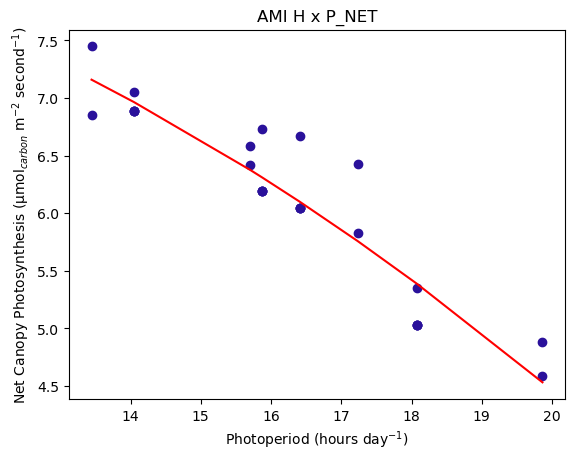 AMI H x P_NET
Net Canopy Photosynthesis (μmol_carbon m⁻² second⁻¹)
7.5
7.0
6.5
6.0
5.5
5.0
4.5
14 15 16 17 18 19 20
Photoperiod (hours day⁻¹)